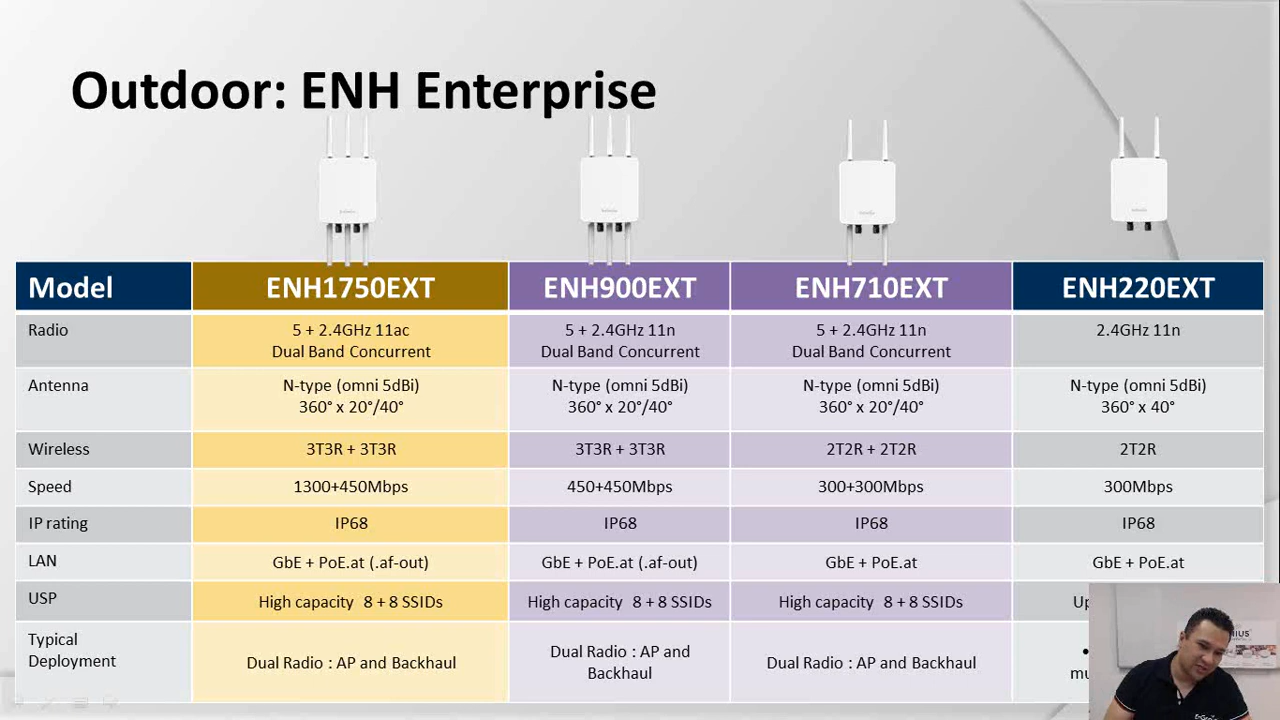 Outdoor: ENH Enterprise
Model ENH1750EXT ENH900EXT ENH710EXT ENH220EXT
Radio 5 + 2.4GHz 11ac 5 + 2.4GHz 11n 5 + 2.4GHz 11n 2.4GHz 11n
Dual Band Concurrent Dual Band Concurrent Dual Band Concurrent
Antenna N-type (omni 5dBi) N-type (omni 5dBi) N-type (omni 5dBi) N-type (omni 5dBi)
360° x 20°/40° 360° x 20°/40° 360° x 20°/40° 360° x 40°
Wireless 3T3R + 3T3R 3T3R + 3T3R 2T2R + 2T2R 2T2R
Speed 1300+450Mbps 450+450Mbps 300+300Mbps 300Mbps
IP rating IP68 IP68 IP68 IP68
LAN GbE + PoE.at (.af-out) GbE + PoE.at (.af-out) GbE + PoE.at GbE + PoE.at
USP High capacity 8 + 8 SSIDs High capacity 8 + 8 SSIDs High capacity 8 + 8 SSIDs
Typical
Deployment Dual Radio : AP and Backhaul Dual Radio : AP and
Backhaul Dual Radio : AP and Backhaul